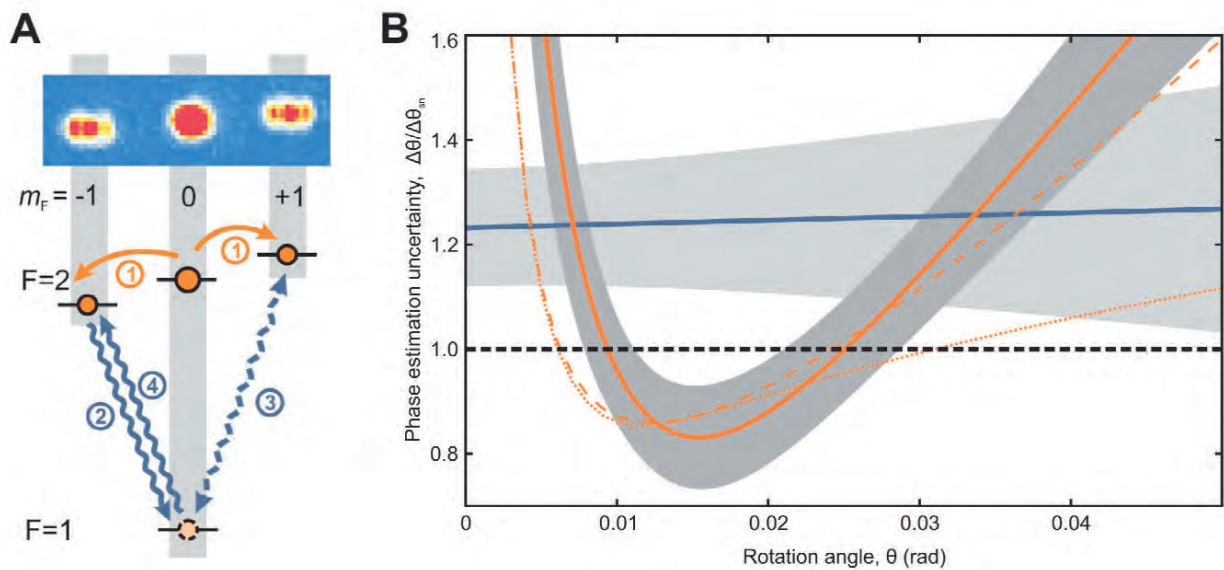 A
m_F = -1 0 +1
① ①
F=2
④
② ③
F=1
B
1.6
1.4
1.2
1.0
0.8
Phase estimation uncertainty, Δθ/Δθ_sn
0 0.01 0.02 0.03 0.04
Rotation angle, θ (rad)